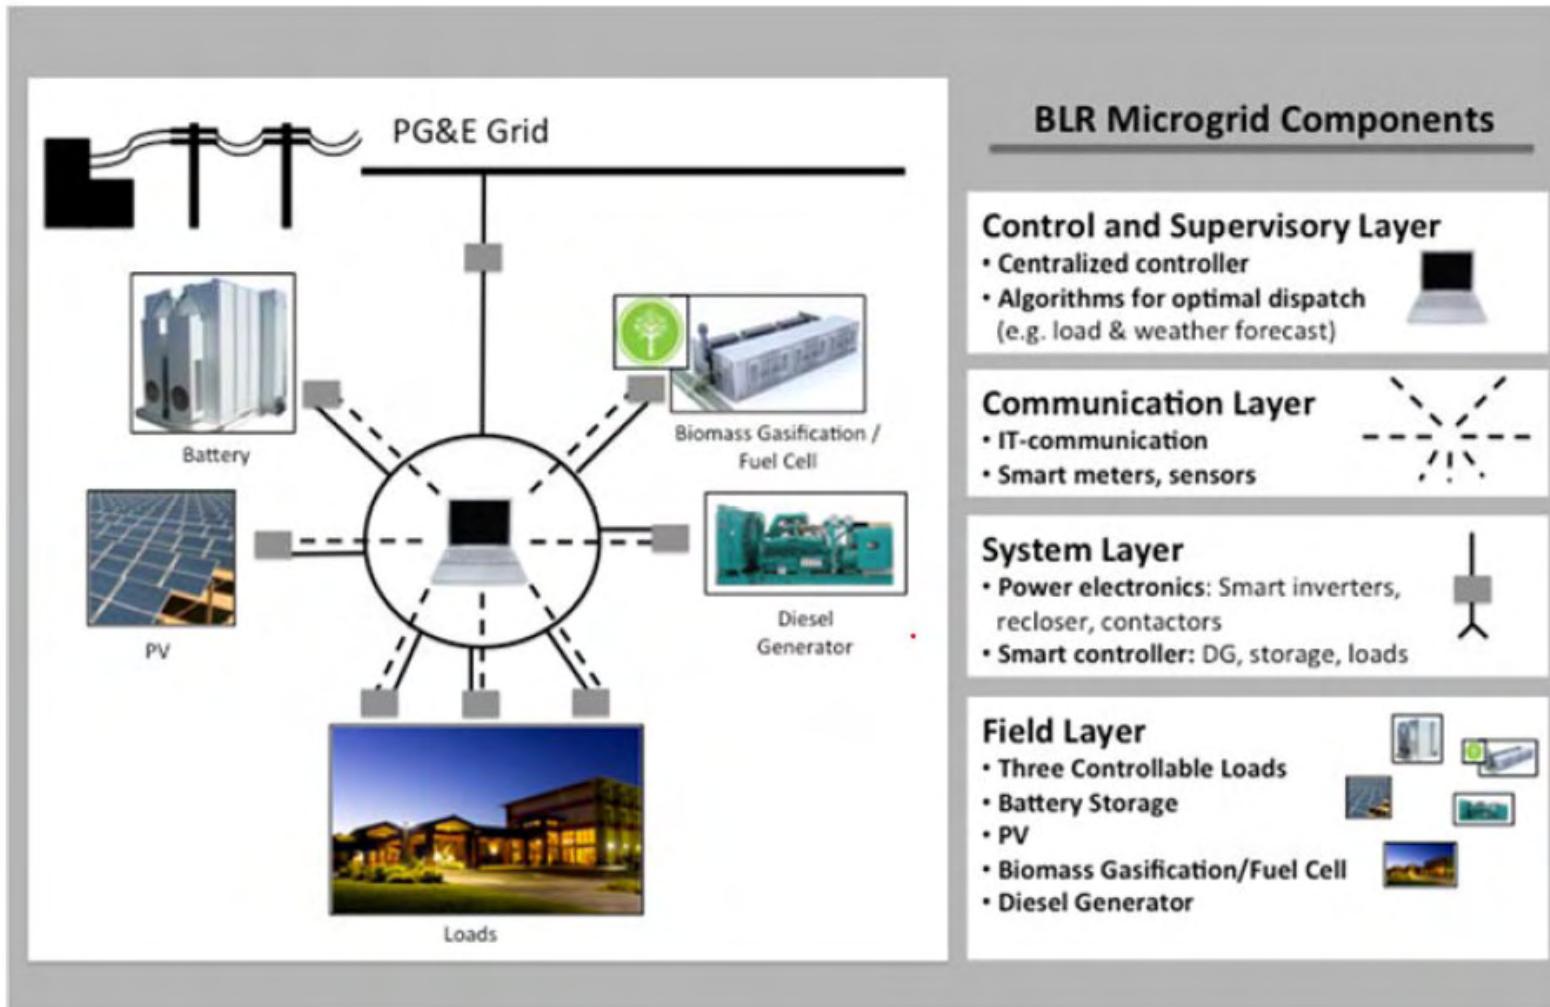 PG&E Grid
Battery
Biomass Gasification /
Fuel Cell
PV
Diesel
Generator
Loads
BLR Microgrid Components
Control and Supervisory Layer
• Centralized controller
• Algorithms for optimal dispatch
(e.g. load & weather forecast)
Communication Layer
• IT-communication
• Smart meters, sensors
System Layer
• Power electronics: Smart inverters,
recloser, contactors
• Smart controller: DG, storage, loads
Field Layer
• Three Controllable Loads
• Battery Storage
• PV
• Biomass Gasification/Fuel Cell
• Diesel Generator